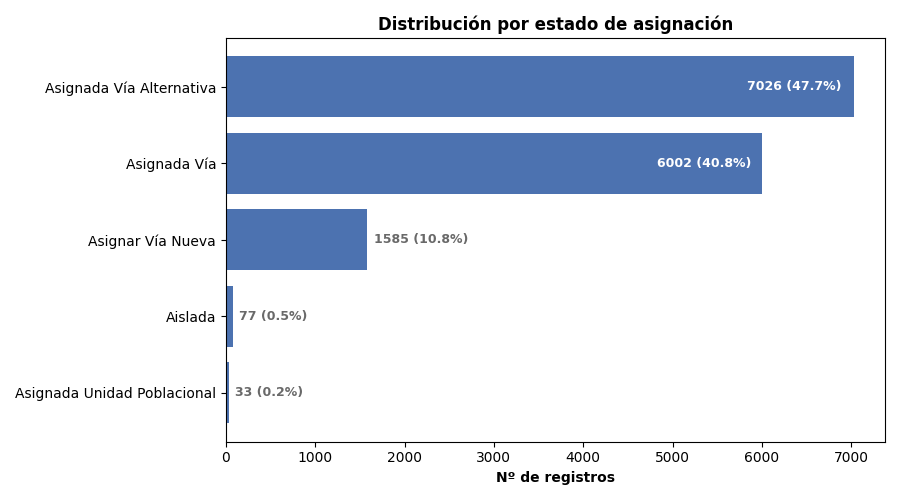 Distribución por estado de asignación
Asignada Vía Alternativa
7026 (47.7%)
Asignada Vía
6002 (40.8%)
Asignar Vía Nueva
1585 (10.8%)
Aislada
77 (0.5%)
Asignada Unidad Poblacional
33 (0.2%)
0 1000 2000 3000 4000 5000 6000 7000
Nº de registros